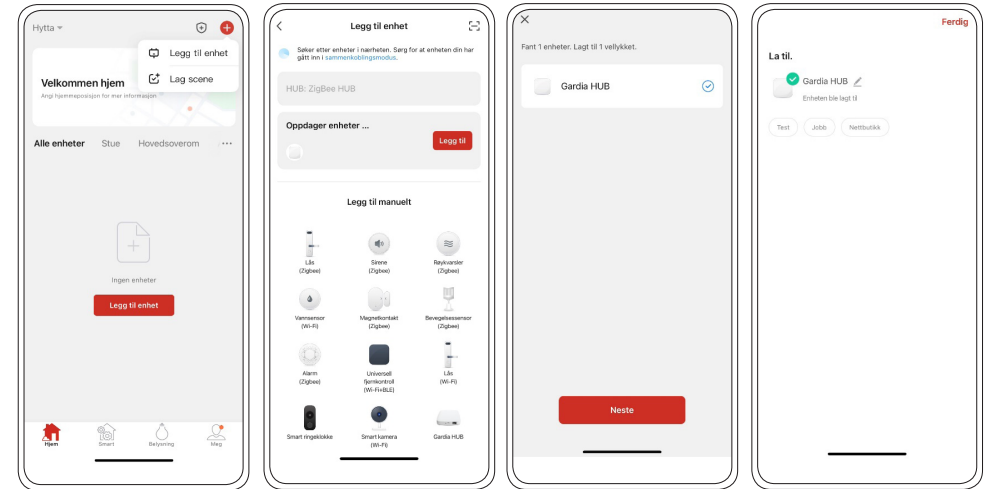 Hytta
Legg til enhet
Lag scene
Velkommen hjem
Angi hjemmeposisjon for mer informasjon
Alle enheter Stue Hovedsoverom ...
Ingen enheter
Legg til enhet
Hjem Smart Belysning Meg
Legg til enhet
Søker etter enheter i nærheten. Sørg for at enheten din har
gått inn i sammenkoblingsmodus.
HUB: ZigBee HUB
Oppdager enheter ...
Legg til
Legg til manuelt
Lås
(Zigbee)
Sirene
(Zigbee)
Røykvarsler
(Zigbee)
Vannsensor
(Wi-Fi)
Magnetkontakt
(Zigbee)
Bevegelsessensor
(Zigbee)
Alarm
(Zigbee)
Universell
fjernkontroll
(Wi-Fi+BLE)
Lås
(Wi-Fi)
Smart ringeklokke
Smart kamera
(Wi-Fi)
Gardia HUB
Fant 1 enheter. Lagt til 1 vellykket.
Gardia HUB
Neste
Ferdig
La til.
Gardia HUB
Enheten ble lagt til
Test Jobb Nettbutikk